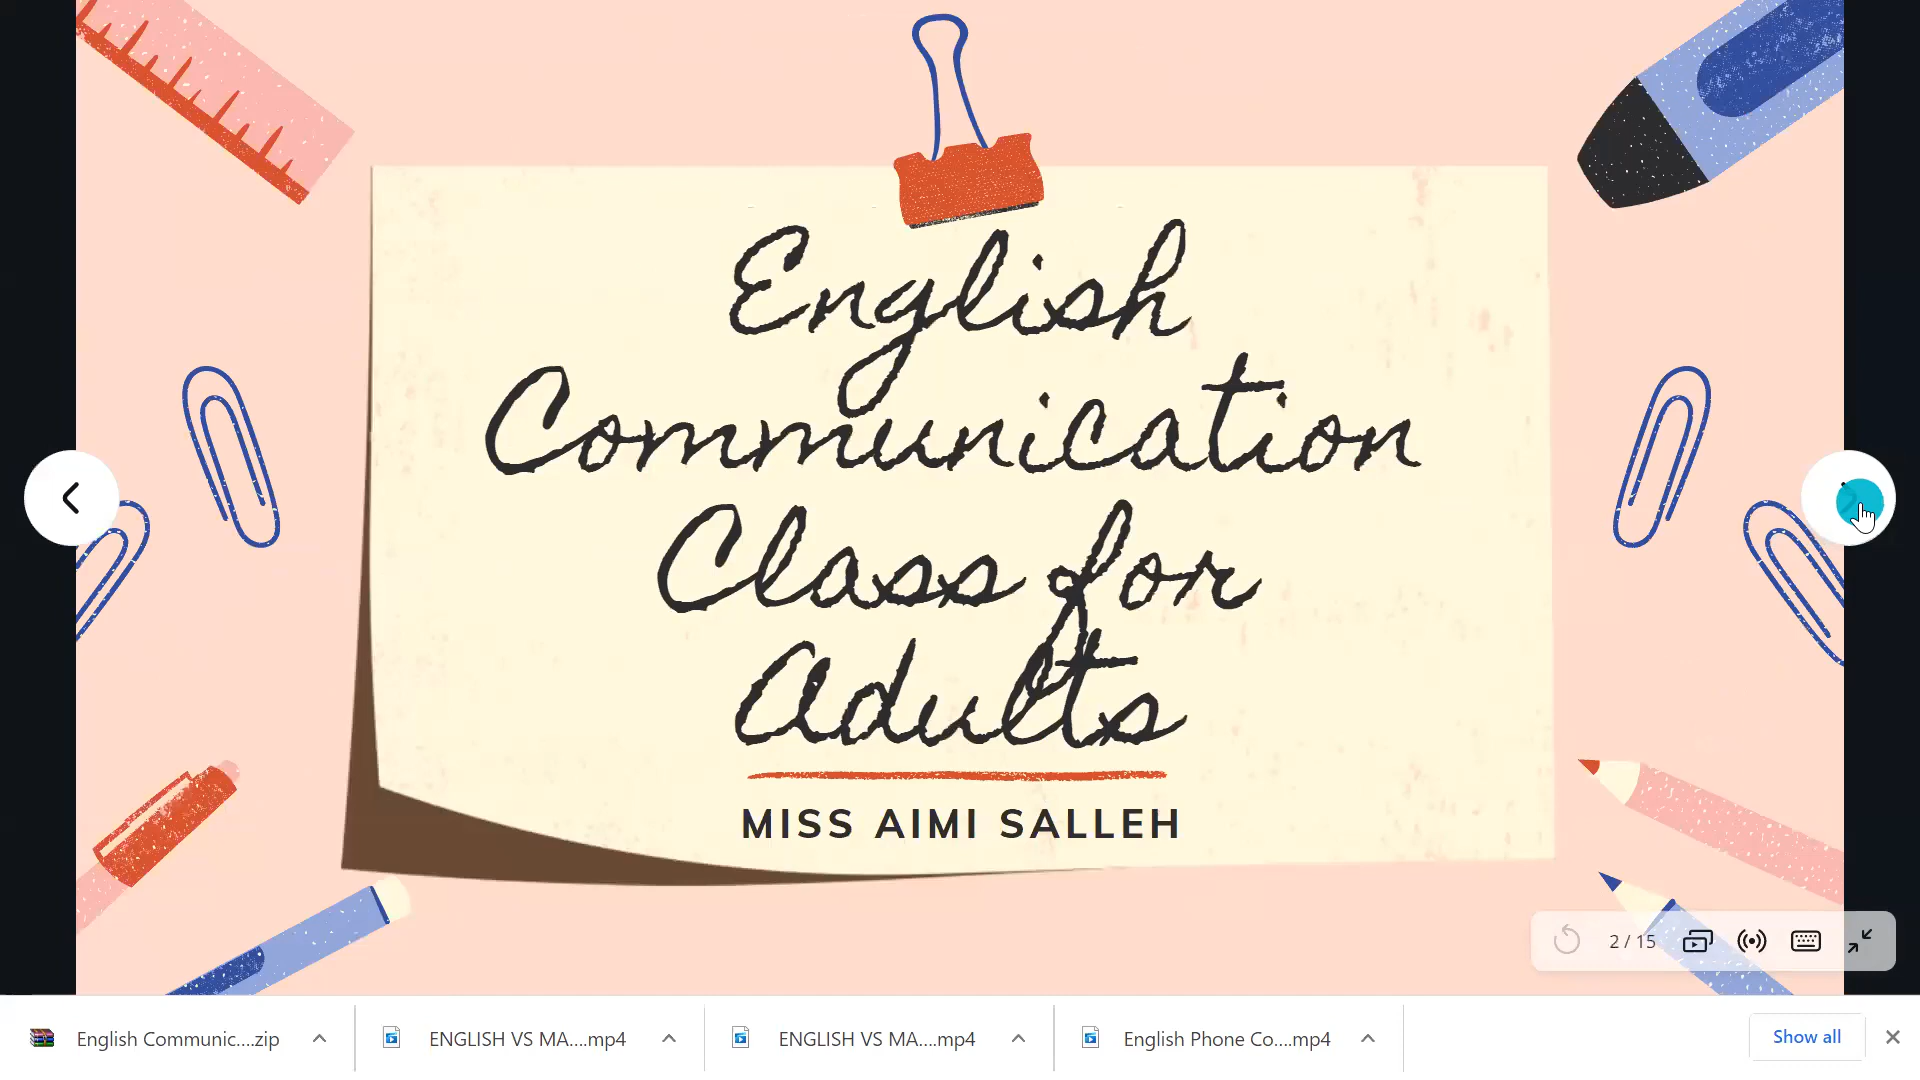 English
Communication
Class for
Adults
MISS AIMI SALLEH
2 / 15
English Communic....zip
ENGLISH VS MA....mp4
ENGLISH VS MA....mp4
English Phone Co....mp4
Show all